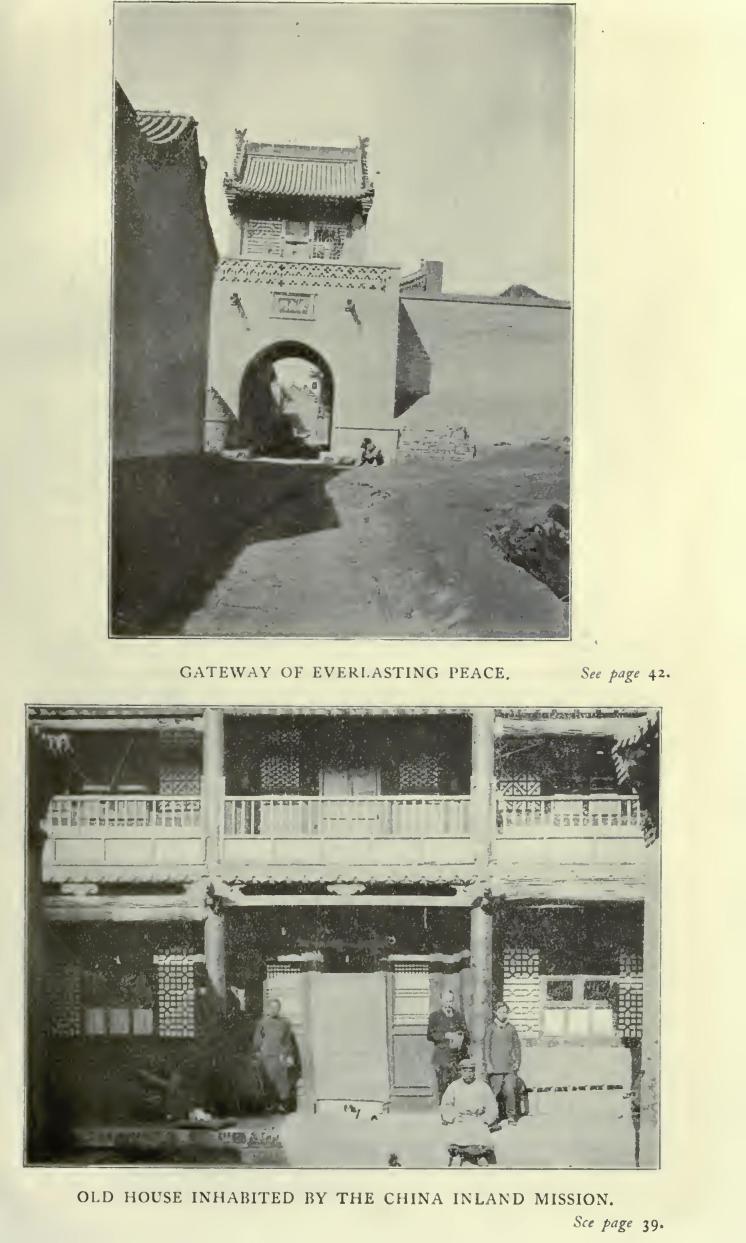 GATEWAY OF EVERLASTING PEACE. See page 42.
OLD HOUSE INHABITED BY THE CHINA INLAND MISSION.
See page 39.